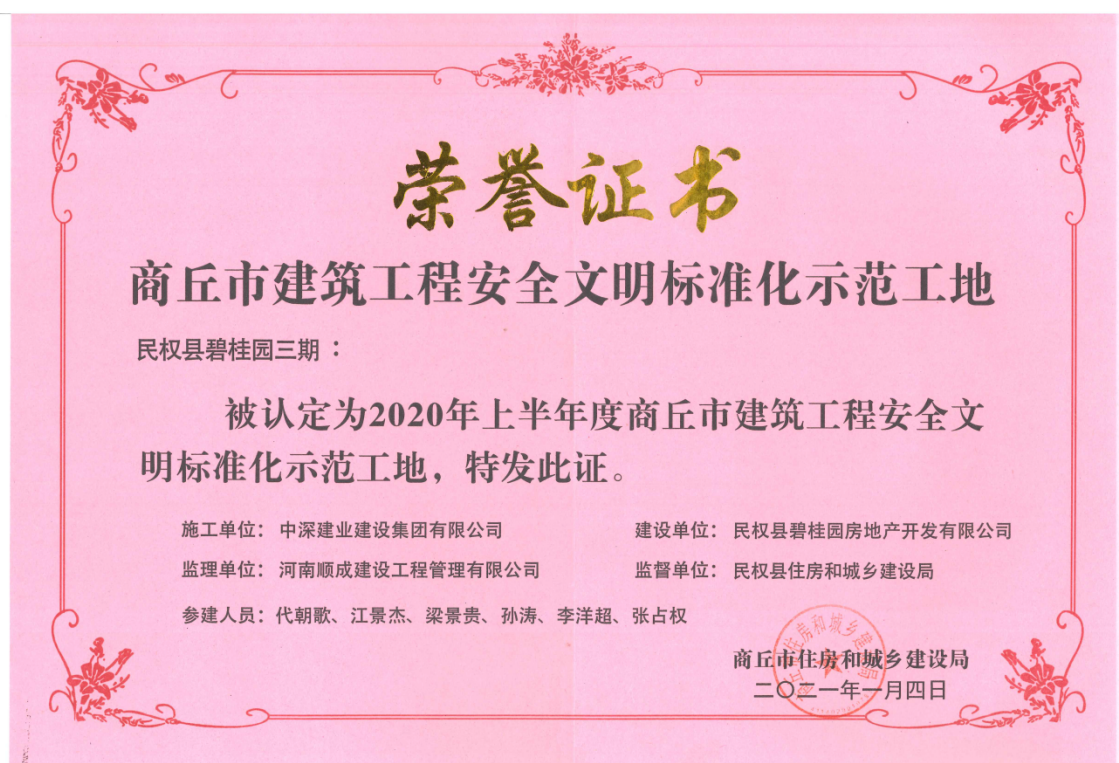 荣誉证书
商丘市建筑工程安全文明标准化示范工地
民权县碧桂园三期：
被认定为2020年上半年度商丘市建筑工程安全文
明标准化示范工地，特发此证。
施工单位：中深建业建设集团有限公司
建设单位：民权县碧桂园房地产开发有限公司
监理单位：河南顺成建设工程管理有限公司
监督单位：民权县住房和城乡建设局
参建人员：代朝歌、江景杰、梁景贵、孙涛、李洋超、张占权
商丘市住房和城乡建设局
二〇二一年一月四日